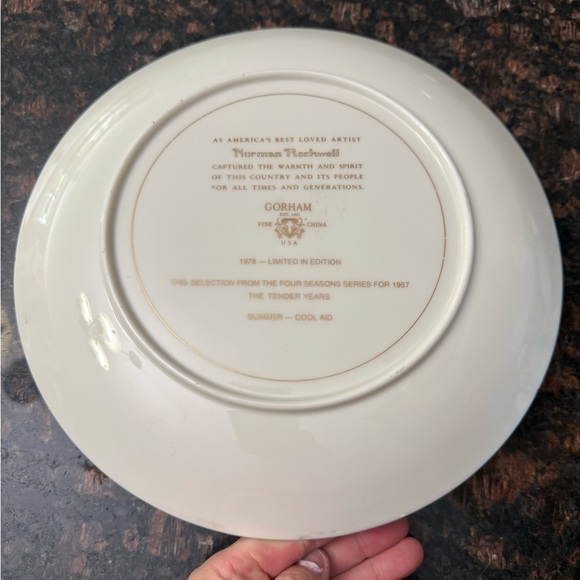 AS AMERICA'S BEST LOVED ARTIST
Norman Rockwell
CAPTURED THE WARMTH AND SPIRIT
OF THIS COUNTRY AND ITS PEOPLE
FOR ALL TIMES AND GENERATIONS.
GORHAM
EST. 1831
FINE CHINA
USA
1978 — LIMITED IN EDITION
THIS SELECTION FROM THE FOUR SEASONS SERIES FOR 1957
THE TENDER YEARS
SUMMER — COOL AID